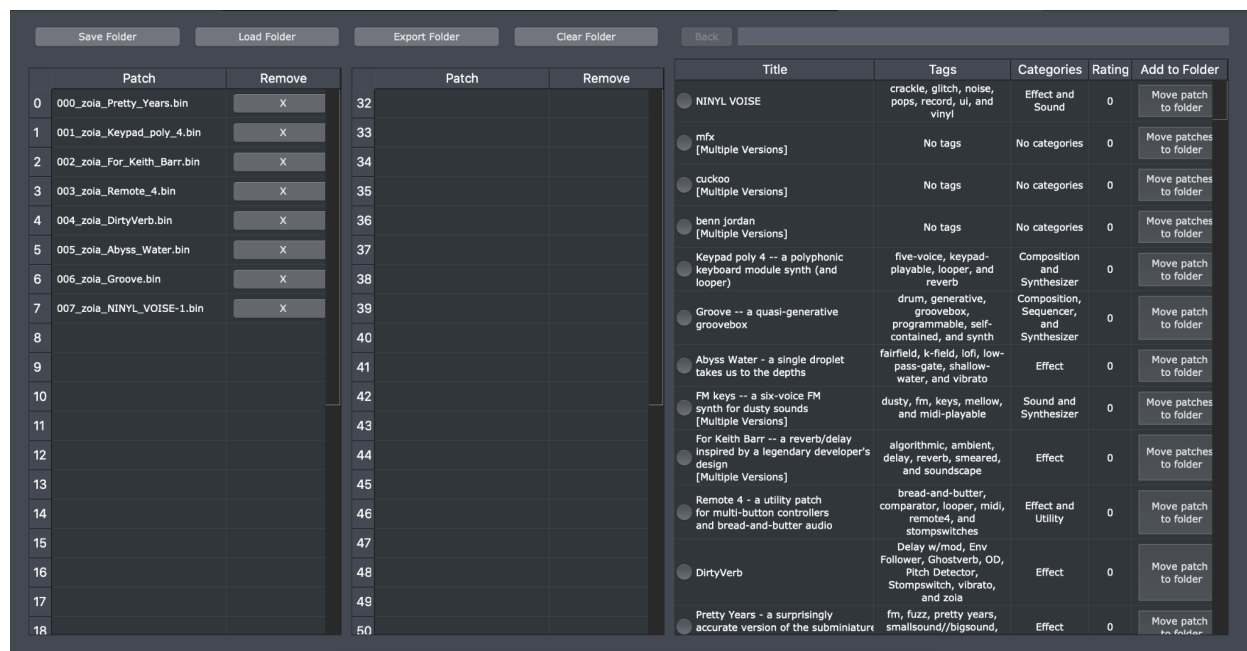 Save Folder Load Folder Export Folder Clear Folder Back
Patch Remove
0 000_zoia_Pretty_Years.bin X
1 001_zoia_Keypad_poly_4.bin X
2 002_zoia_For_Keith_Barr.bin X
3 003_zoia_Remote_4.bin X
4 004_zoia_DirtyVerb.bin X
5 005_zoia_Abyss_Water.bin X
6 006_zoia_Groove.bin X
7 007_zoia_NINYL_VOISE-1.bin X
8
9
10
11
12
13
14
15
16
17
18
Patch Remove
32
33
34
35
36
37
38
39
40
41
42
43
44
45
46
47
48
49
50
Title Tags Categories Rating Add to Folder
NINYL VOISE
crackle, glitch, noise,
pops, record, ui, and
vinyl
Effect and
Sound
0
Move patch
to folder
mfx
[Multiple Versions]
No tags
No categories
0
Move patches
to folder
cuckoo
[Multiple Versions]
No tags
No categories
0
Move patches
to folder
benn jordan
[Multiple Versions]
No tags
No categories
0
Move patches
to folder
Keypad poly 4 -- a polyphonic
keyboard module synth (and
looper)
five-voice, keypad-
playable, looper, and
reverb
Composition
and
Synthesizer
0
Move patch
to folder
Groove -- a quasi-generative
groovebox
drum, generative,
groovebox,
programmable, self-
contained, and synth
Composition,
Sequencer,
and
Synthesizer
0
Move patch
to folder
Abyss Water - a single droplet
takes us to the depths
fairfield, k-field, lofi, low-
pass-gate, shallow-
water, and vibrato
Effect
0
Move patch
to folder
FM keys -- a six-voice FM
synth for dusty sounds
[Multiple Versions]
dusty, fm, keys, mellow,
and midi-playable
Sound and
Synthesizer
0
Move patches
to folder
For Keith Barr -- a reverb/delay
inspired by a legendary developer's
design
[Multiple Versions]
algorithmic, ambient,
delay, reverb, smeared,
and soundscape
Effect
0
Move patches
to folder
Remote 4 - a utility patch
for multi-button controllers
and bread-and-butter audio
bread-and-butter,
comparator, looper, midi,
remote4, and
stompswitches
Effect and
Utility
0
Move patch
to folder
DirtyVerb
Delay w/mod, Env
Follower, Ghostverb, OD,
Pitch Detector,
Stompswitch, vibrato,
and zoia
Effect
0
Move patch
to folder
Pretty Years - a surprisingly
accurate version of the subminiature
fm, fuzz, pretty years,
smallsound//bigsound,
Effect
0
Move patch
to folder